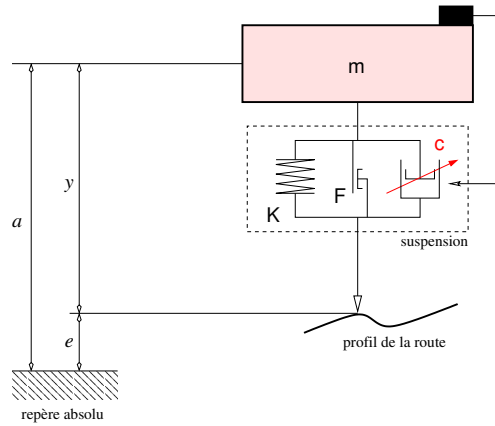 m
c
y
a
F
K
suspension
e
profil de la route
repère absolu